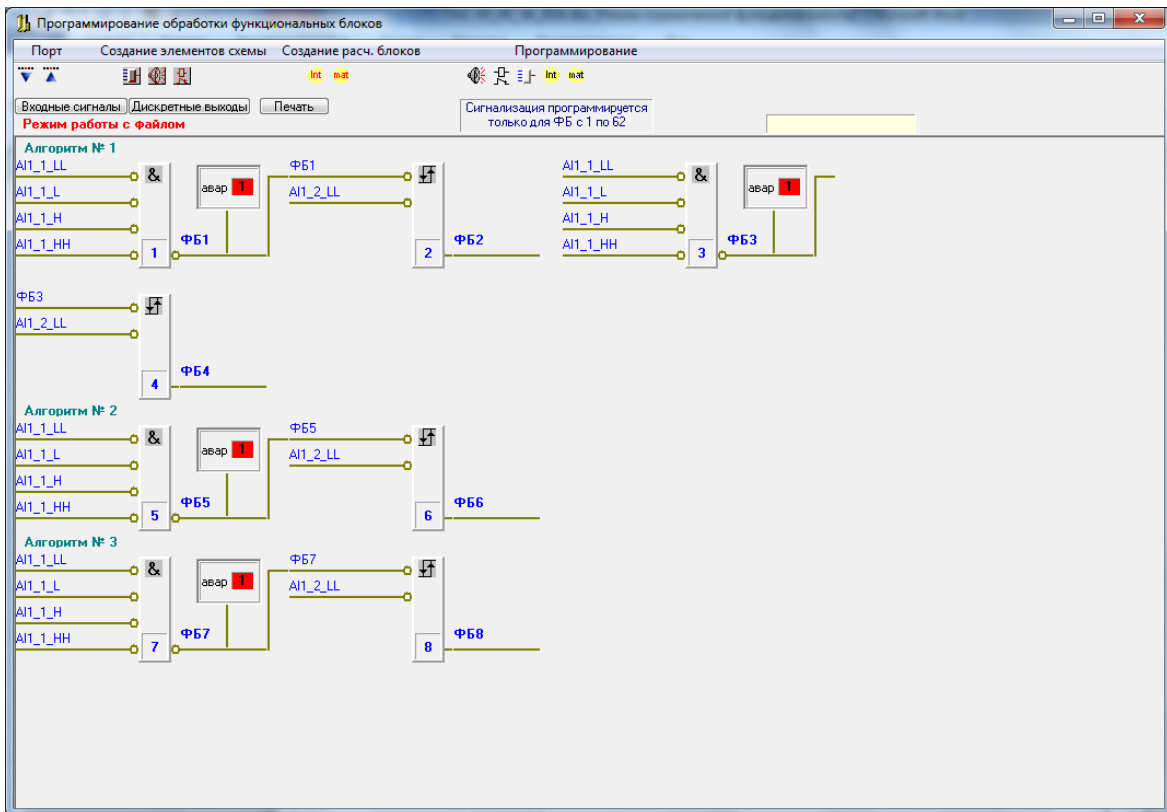 Программирование обработки функциональных блоков
Порт Создание элементов схемы Создание расч. блоков Программирование
Int mat Int mat
Входные сигналы Дискретные выходы Печать
Сигнализация программируется
только для ФБ с 1 по 62
Режим работы с файлом
Алгоритм № 1
AI1_1_LL
AI1_1_L
AI1_1_H
AI1_1_HH
&
1
авар 1
ФБ1
ФБ1
AI1_2_LL
2
ФБ2
AI1_1_LL
AI1_1_L
AI1_1_H
AI1_1_HH
&
3
авар 1
ФБ3
ФБ3
AI1_2_LL
4
ФБ4
Алгоритм № 2
AI1_1_LL
AI1_1_L
AI1_1_H
AI1_1_HH
&
5
авар 1
ФБ5
ФБ5
AI1_2_LL
6
ФБ6
Алгоритм № 3
AI1_1_LL
AI1_1_L
AI1_1_H
AI1_1_HH
&
7
авар 1
ФБ7
ФБ7
AI1_2_LL
8
ФБ8